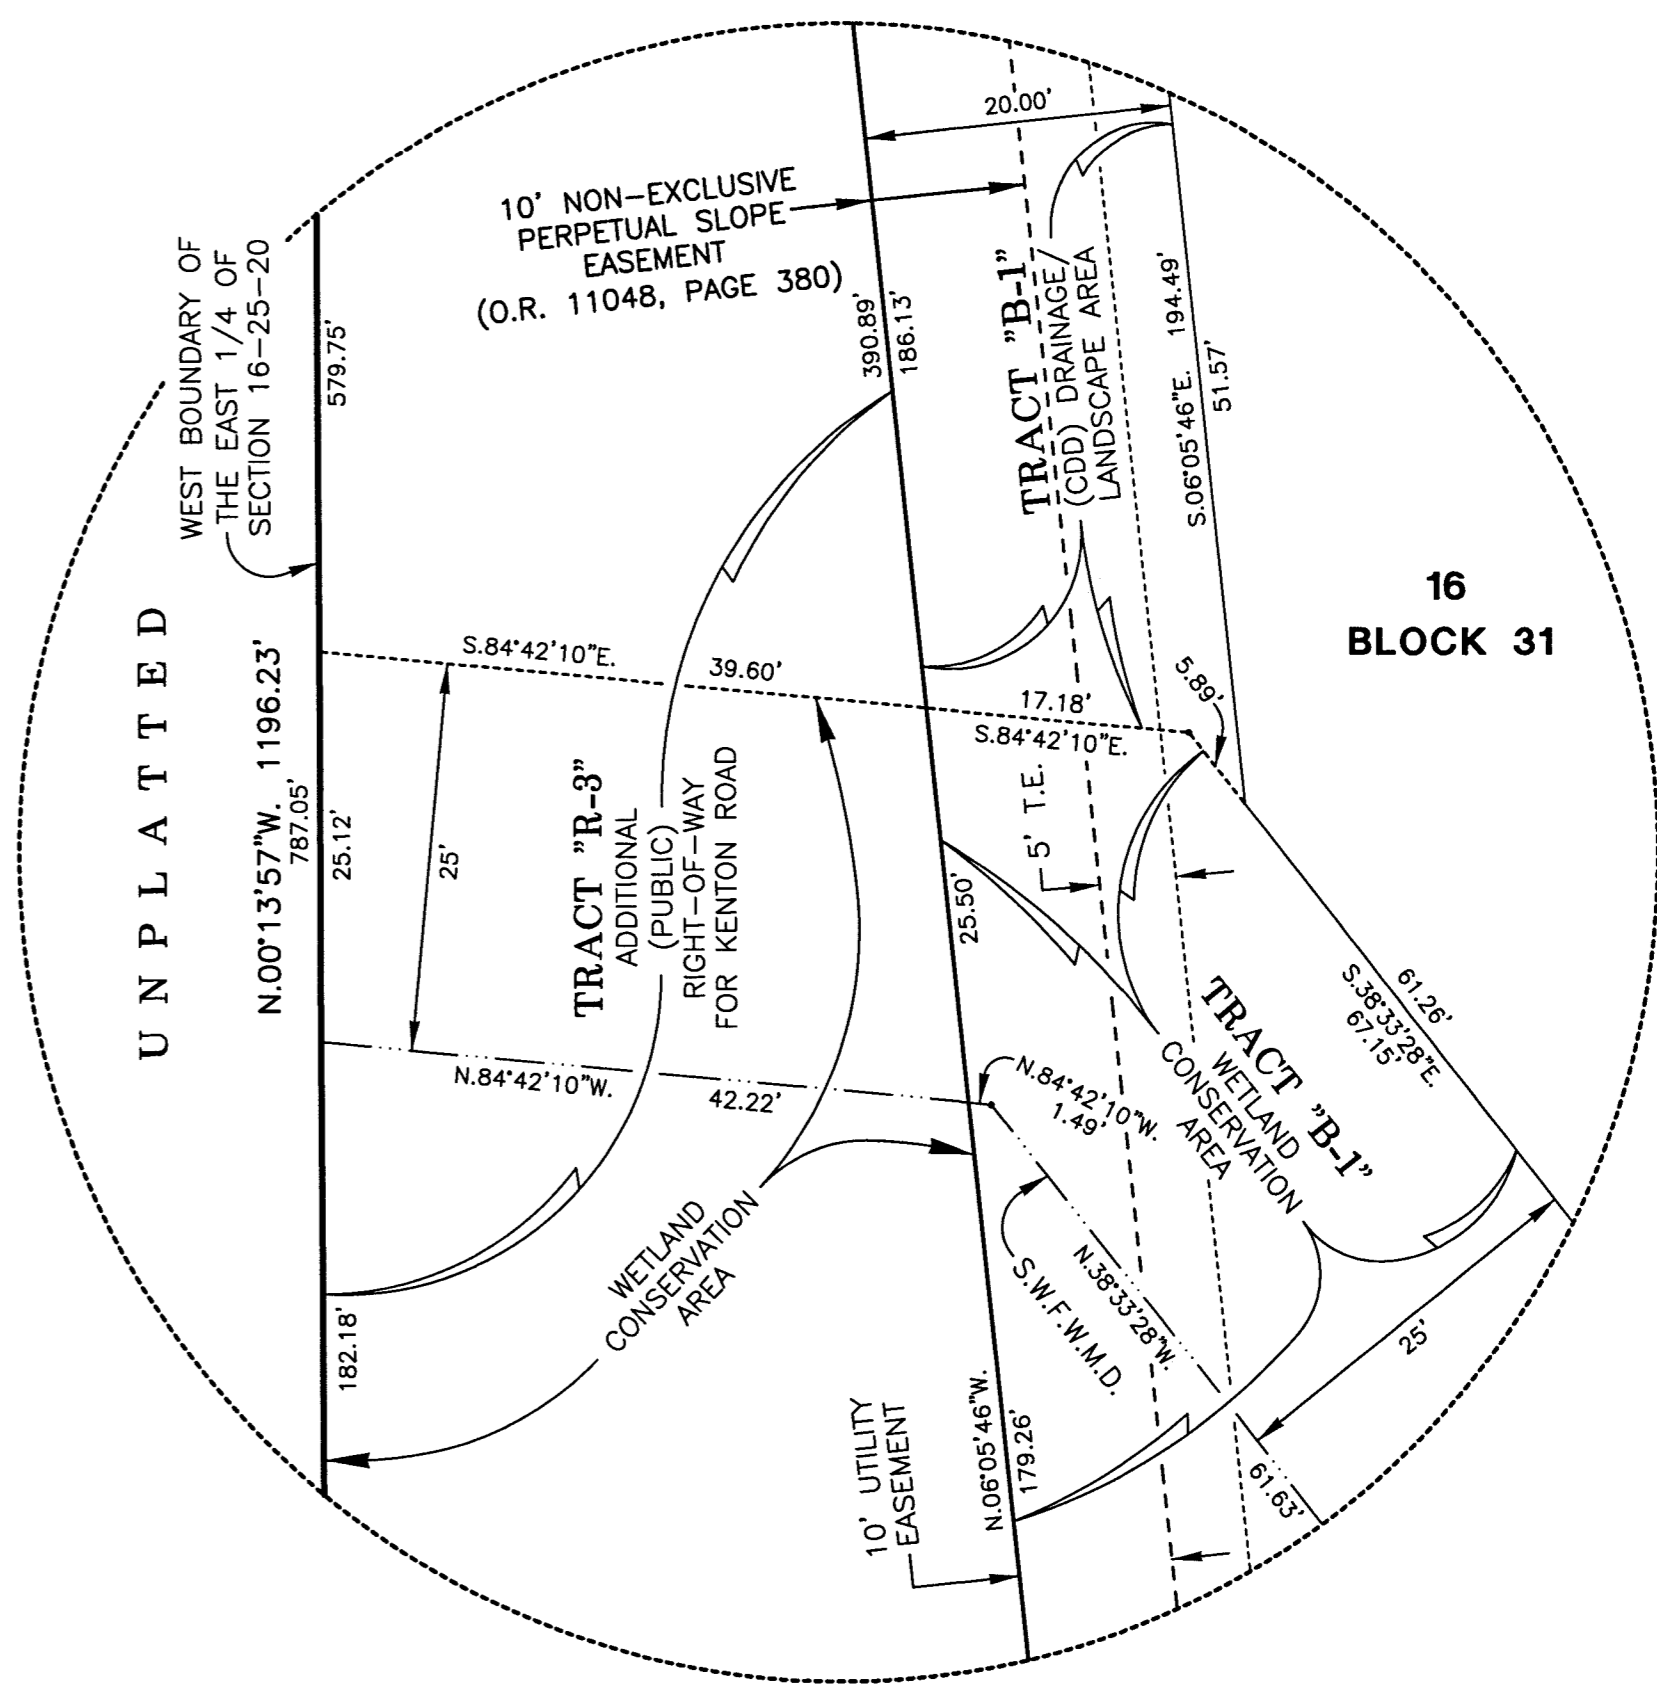 20.00'
10' NON-EXCLUSIVE
PERPETUAL SLOPE
EASEMENT
(O.R. 11048, PAGE 380)
WEST BOUNDARY OF
THE EAST 1/4 OF
SECTION 16-25-20
579.75'
390.89'
186.13'
TRACT "B-1"
(CDD) DRAINAGE/
LANDSCAPE AREA
S.06°05'46"E. 194.49'
51.57'
16
BLOCK 31
UNPLATTED
N.00°13'57"W. 1196.23'
787.05'
25.12'
S.84°42'10"E.
39.60'
17.18'
S.84°42'10"E.
5.89'
25'
TRACT "R-3"
ADDITIONAL
(PUBLIC)
RIGHT-OF-WAY
FOR KENTON ROAD
5' T.E.
25.50'
61.26'
S.38°33'28"E.
67.15'
TRACT "B-1"
WETLAND
CONSERVATION
AREA
N.84°42'10"W.
42.22'
N.84°42'10"W.
1.49'
N.38°33'28"W.
S.W.F.W.M.D.
WETLAND
CONSERVATION
AREA
182.18'
10' UTILITY
EASEMENT
N.06°05'46"W.
179.26'
25'
61.63'